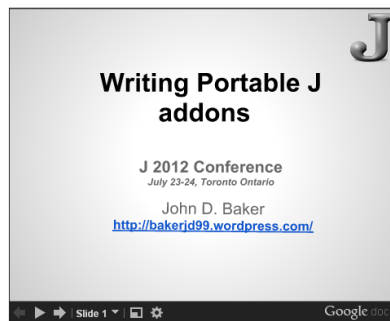 J
Writing Portable J
addons
J 2012 Conference
July 23-24, Toronto Ontario
John D. Baker
http://bakerjd99.wordpress.com/
Slide 1
Google doc